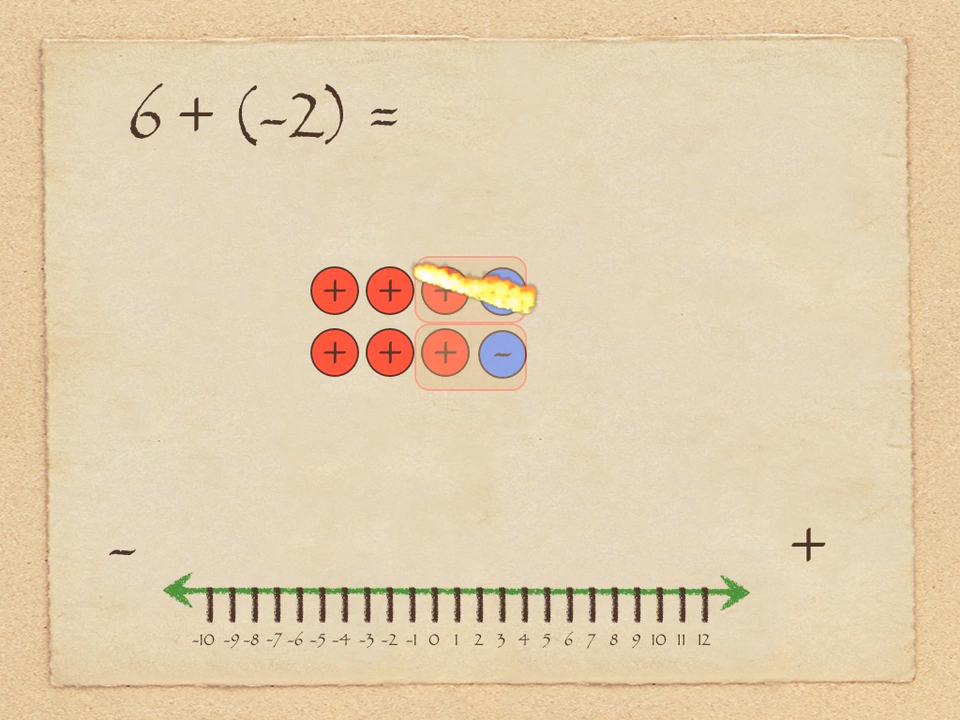 6 + (-2) =
+ + + -
+ + + -
- +
-10 -9 -8 -7 -6 -5 -4 -3 -2 -1 0 1 2 3 4 5 6 7 8 9 10 11 12